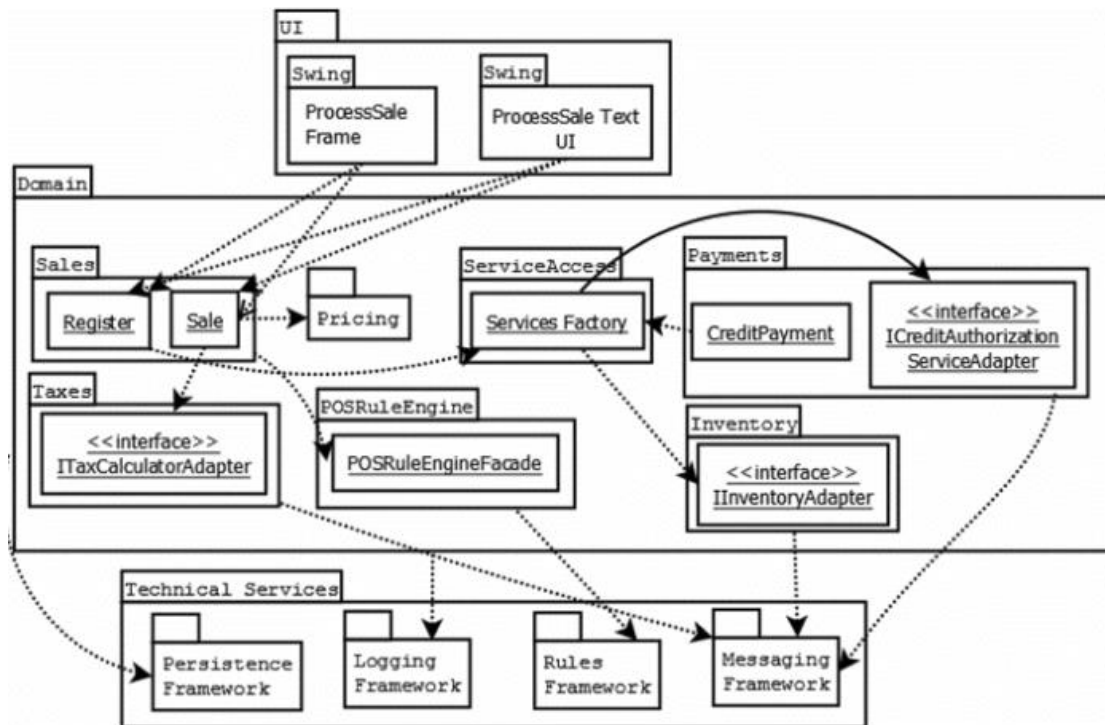 UI
Swing
ProcessSale
Frame
Swing
ProcessSale Text
UI
Domain
Sales
Register
Sale
Pricing
ServiceAccess
Services Factory
Payments
CreditPayment
<<interface>>
ICreditAuthorization
ServiceAdapter
Taxes
<<interface>>
ITaxCalculatorAdapter
POSRuleEngine
POSRuleEngineFacade
Inventory
<<interface>>
IInventoryAdapter
Technical Services
Persistence
Framework
Logging
Framework
Rules
Framework
Messaging
Framework